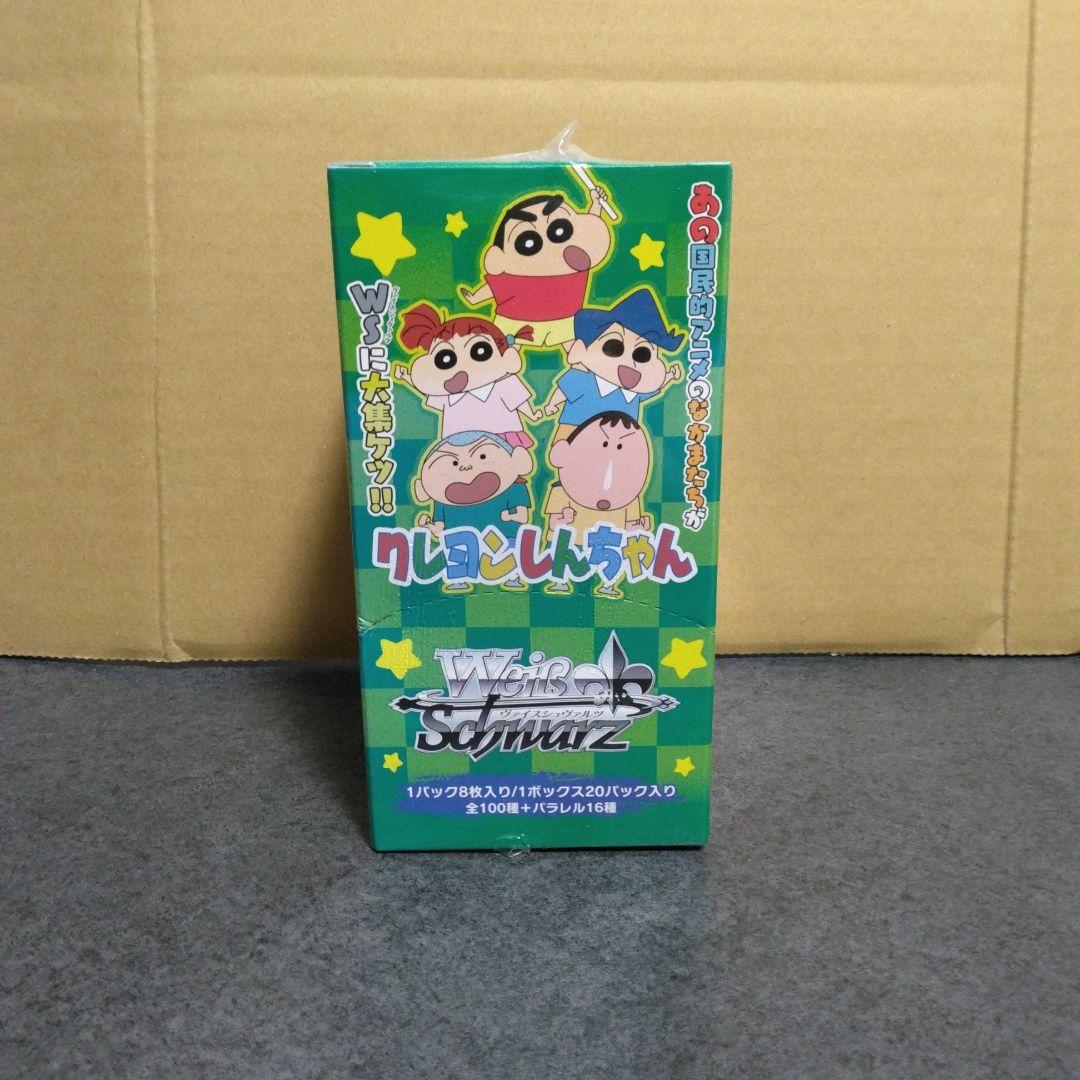 あの国民的アニメのなかまたちが
WSに大集ケツ!!
クレヨンしんちゃん
Weiß
ヴァイスシュヴァルツ
Schwarz
1パック8枚入り/1ボックス20パック入り
全100種+パラレル16種